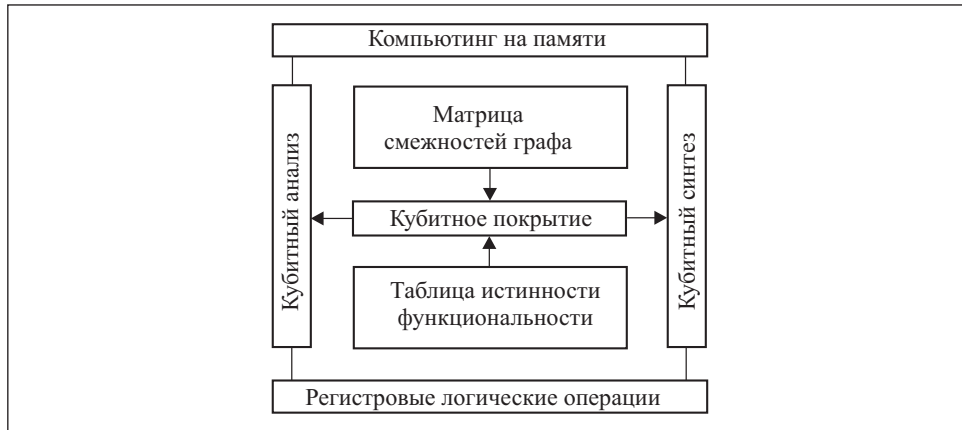 Компьютинг на памяти
Кубитный анализ
Матрица
смежностей графа
Кубитное покрытие
Таблица истинности
функциональности
Кубитный синтез
Регистровые логические операции